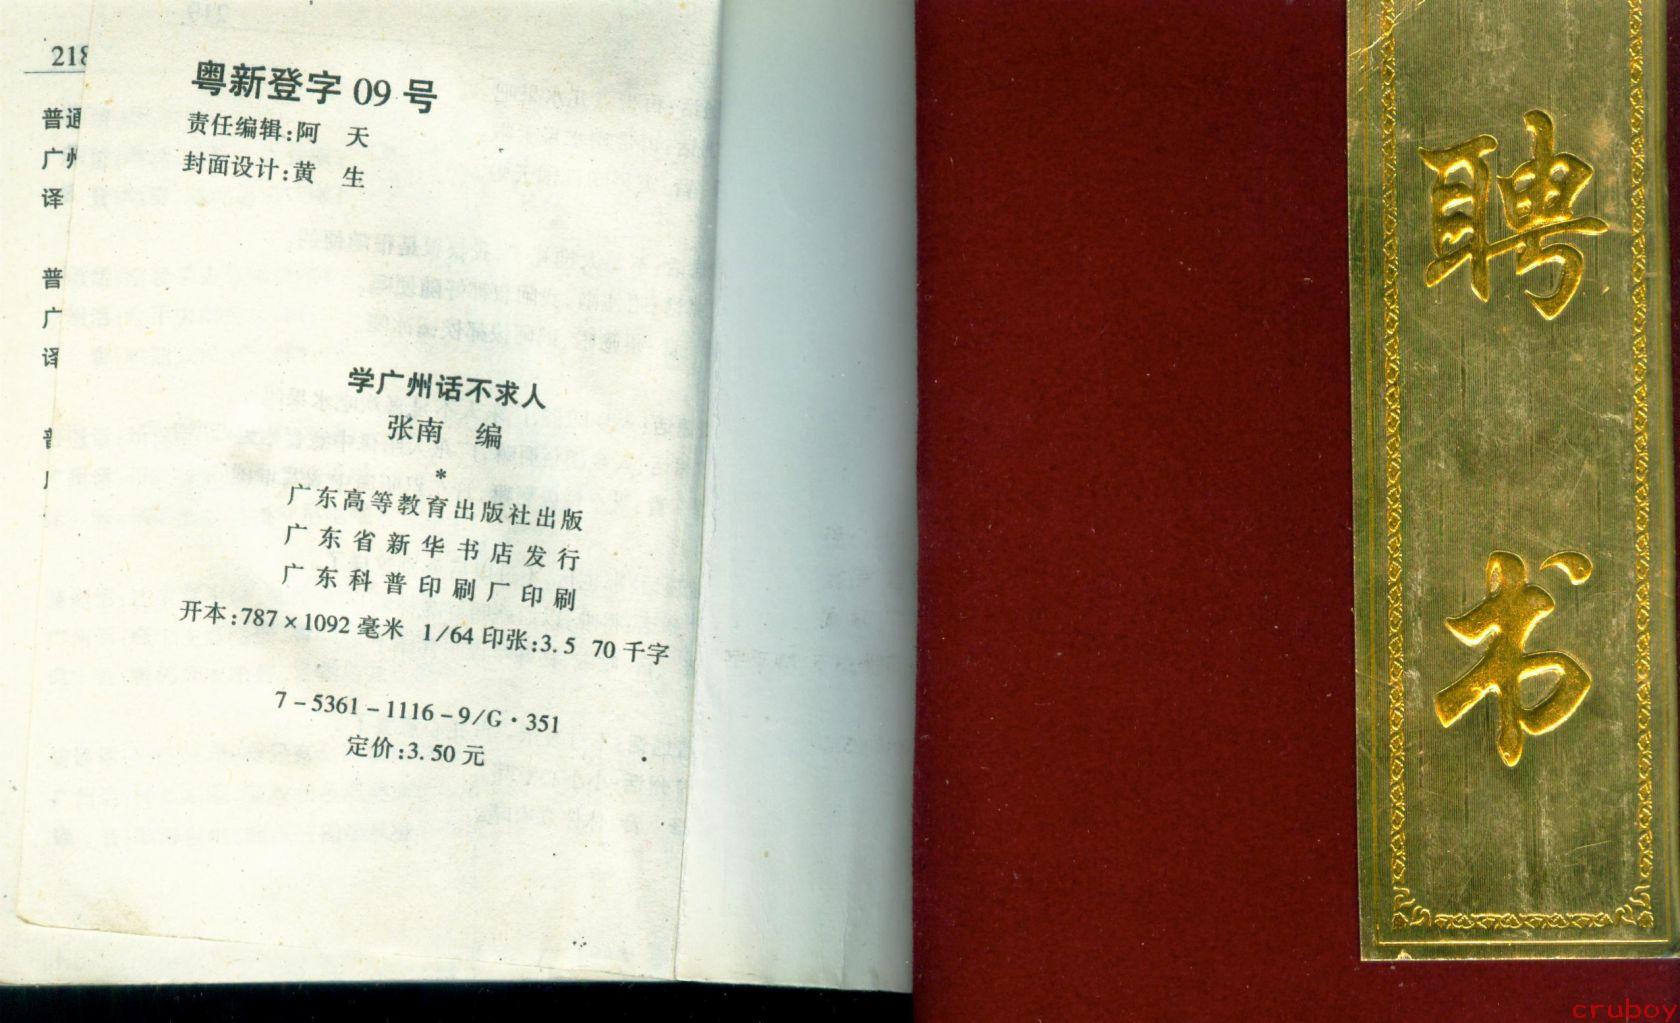 218
普通
广州
译
普
广
译
普
粤新登字 09 号
责任编辑:阿 天
封面设计:黄 生
学广州话不求人
张南 编
*
广东高等教育出版社出版
广东省新华书店发行
广东科普印刷厂印刷
开本:787×1092 毫米 1/64 印张:3.5 70 千字
7-5361-1116-9/G·351
定价:3.50 元
聘
书
cruboy